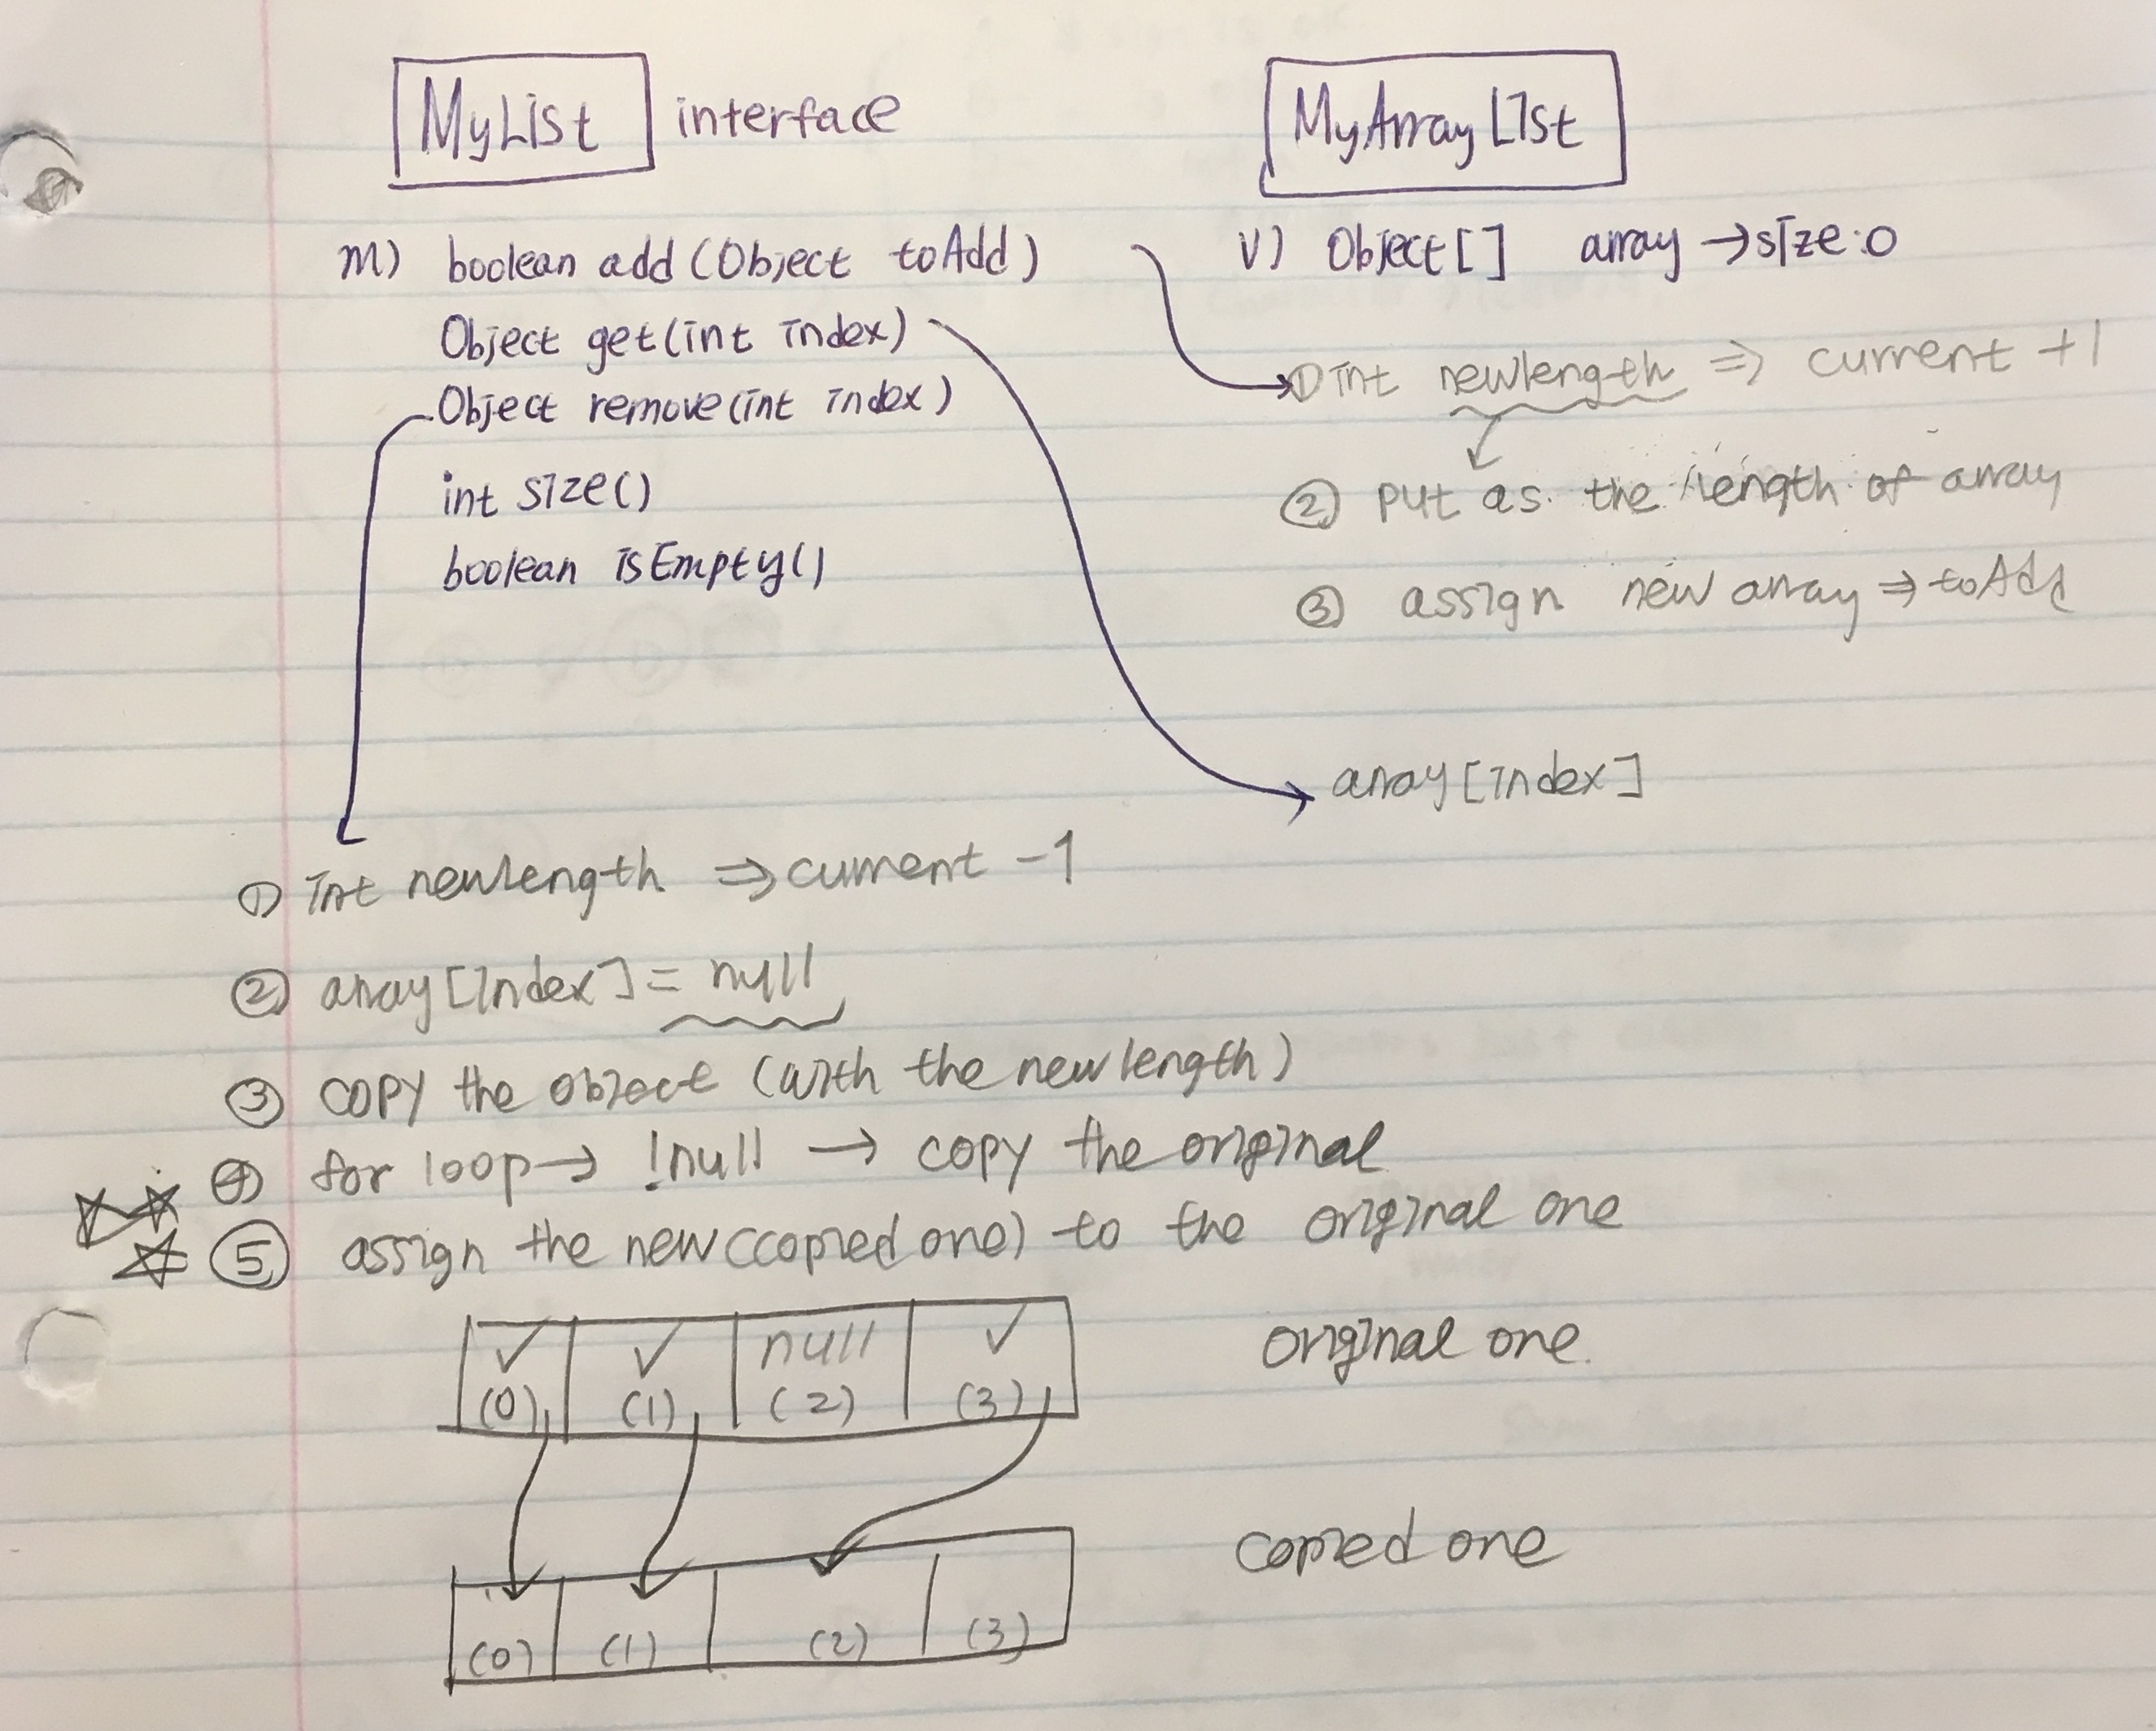 MyList interface
m) boolean add (Object toAdd)
Object get(int index)
Object remove(int index)
int size()
boolean isEmpty()
MyArrayList
V) Object[] array → size:0
① int newlength ⇒ current +1
② put as the length of array
③ assign new array ⇒ toAdd
array[index]
① int newlength ⇒ current -1
② array[index] = null
③ copy the object (with the newlength)
④ for loop → !null → copy the original
⑤ assign the new (copied one) to the original one
✓ ✓ null ✓
(0) (1) (2) (3)
original one.
copied one
(0) (1) (2) (3)